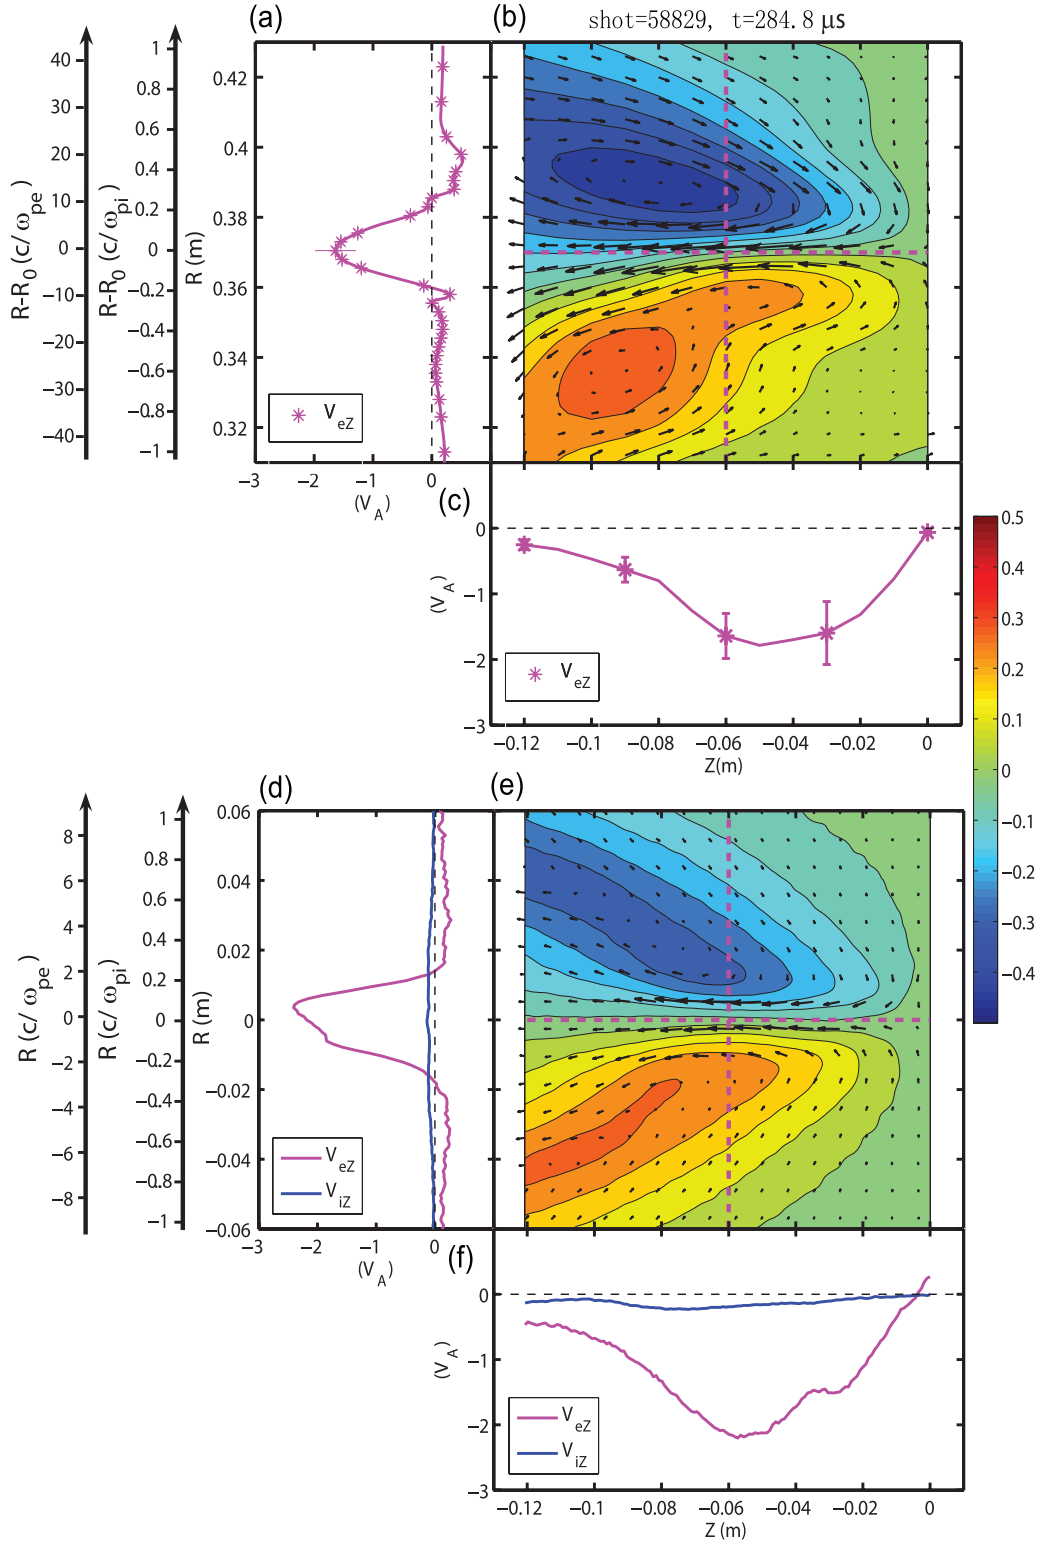 (a)
(b)
shot=58829, t=284.8 μs
R-R0 (c/ωpe)
40
30
20
10
0
−10
−20
−30
−40
R-R0 (c/ωpi)
1
0.8
0.6
0.4
0.2
0
−0.2
−0.4
−0.6
−0.8
−1
R (m)
0.42
0.4
0.38
0.36
0.34
0.32
VeZ
−3 −2 −1 0
(VA)
(c)
0
−1
−2
−3
(VA)
VeZ
−0.12 −0.1 −0.08 −0.06 −0.04 −0.02 0
Z(m)
0.5
0.4
0.3
0.2
0.1
0
−0.1
−0.2
−0.3
−0.4
(d)
(e)
R (c/ωpe)
8
6
4
2
0
−2
−4
−6
−8
R (c/ωpi)
1
0.8
0.6
0.4
0.2
0
−0.2
−0.4
−0.6
−0.8
−1
R (m)
0.06
0.04
0.02
0
−0.02
−0.04
−0.06
VeZ
ViZ
−3 −2 −1 0
(VA)
(f)
0
−1
−2
−3
(VA)
VeZ
ViZ
−0.12 −0.1 −0.08 −0.06 −0.04 −0.02 0
Z (m)